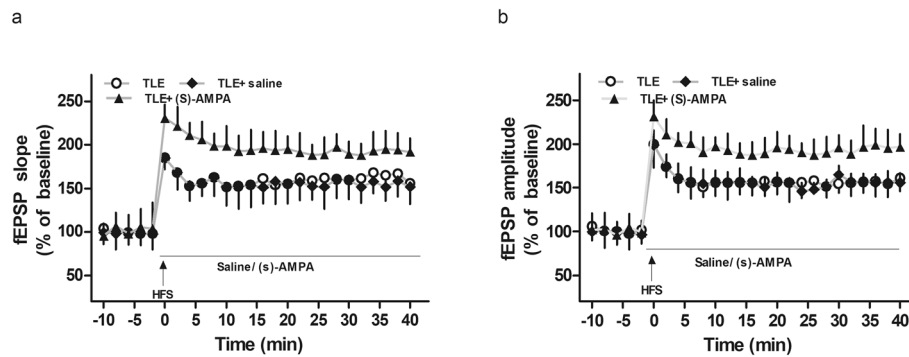 a
TLE TLE+ saline
TLE+ (S)-AMPA
250
200
150
100
50
fEPSP slope
(% of baseline)
Saline/ (s)-AMPA
HFS
-10 -5 0 5 10 15 20 25 30 35 40
Time (min)
b
TLE TLE+ saline
TLE+ (S)-AMPA
250
200
150
100
50
fEPSP amplitude
(% of baseline)
Saline/ (s)-AMPA
HFS
-10 -5 0 5 10 15 20 25 30 35 40
Time (min)